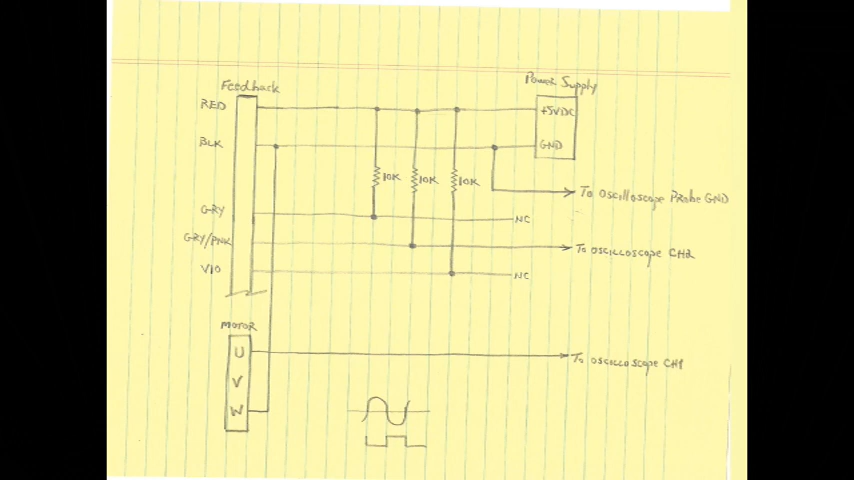 Feedback
Power Supply
RED
+5VDC
BLK
GND
10K
10K
10K
To Oscilloscope Probe GND
GRY
NC
GRY/PNK
To oscilloscope CH2
VIO
NC
MOTOR
U
To oscilloscope CH1
V
W